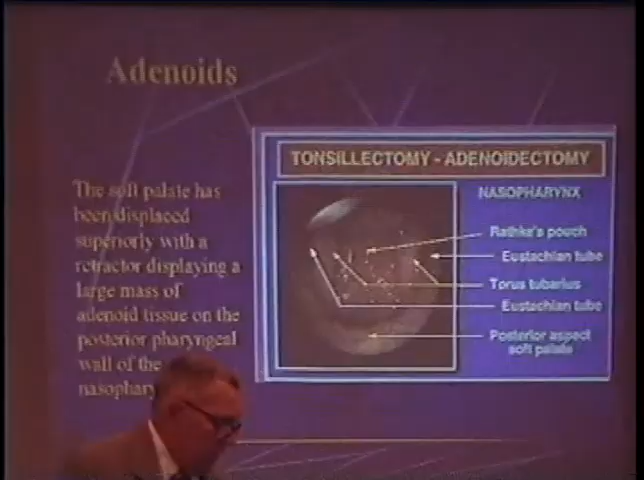 Adenoids
The soft palate has
been displaced
superiorly with a
retractor displaying a
large mass of
adenoid tissue on the
posterior pharyngeal
wall of the
TONSILLECTOMY - ADENOIDECTOMY
NASOPHARYNX
Rathke's pouch
Eustachian tube
Torus tubarius
Eustachian tube
Posterior aspect
soft palate